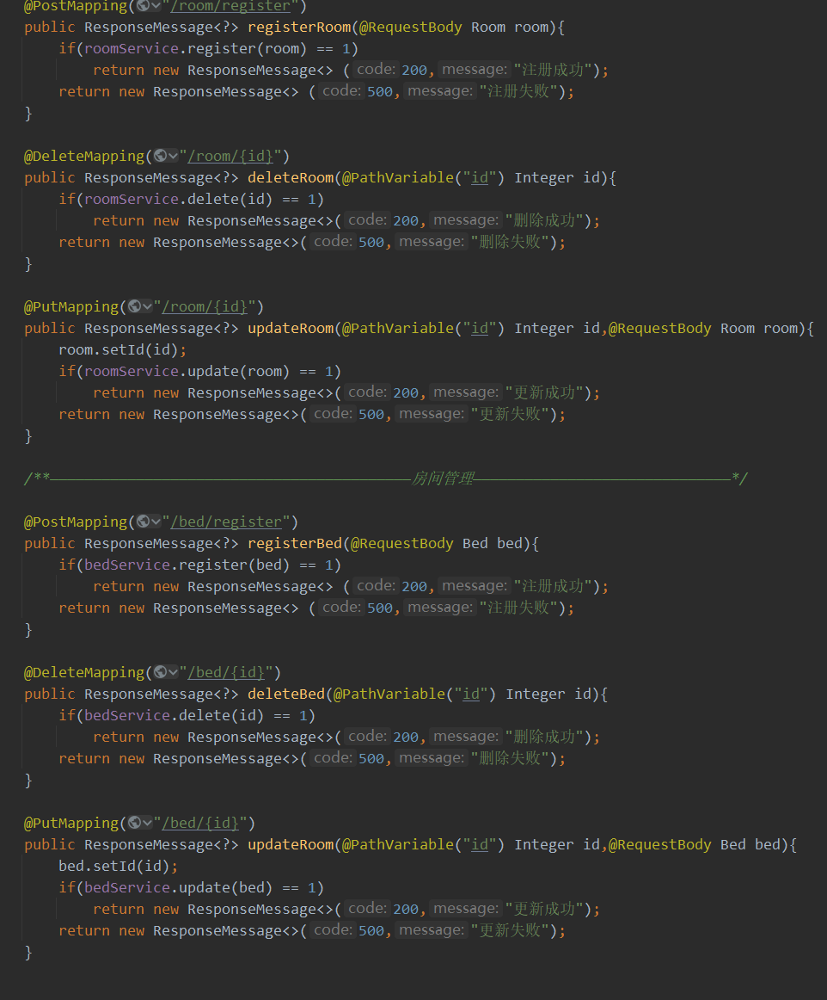 @PostMapping("/room/register")
public ResponseMessage<?> registerRoom(@RequestBody Room room){
if(roomService.register(room) == 1)
return new ResponseMessage<> ( code: 200, message: "注册成功");
return new ResponseMessage<> ( code: 500, message: "注册失败");
}
@DeleteMapping("/room/{id}")
public ResponseMessage<?> deleteRoom(@PathVariable("id") Integer id){
if(roomService.delete(id) == 1)
return new ResponseMessage<>( code: 200, message: "删除成功");
return new ResponseMessage<>( code: 500, message: "删除失败");
}
@PutMapping("/room/{id}")
public ResponseMessage<?> updateRoom(@PathVariable("id") Integer id,@RequestBody Room room){
room.setId(id);
if(roomService.update(room) == 1)
return new ResponseMessage<>( code: 200, message: "更新成功");
return new ResponseMessage<>( code: 500, message: "更新失败");
}
/**——————————————————————————房间管理———————————————————*/
@PostMapping("/bed/register")
public ResponseMessage<?> registerBed(@RequestBody Bed bed){
if(bedService.register(bed) == 1)
return new ResponseMessage<> ( code: 200, message: "注册成功");
return new ResponseMessage<> ( code: 500, message: "注册失败");
}
@DeleteMapping("/bed/{id}")
public ResponseMessage<?> deleteBed(@PathVariable("id") Integer id){
if(bedService.delete(id) == 1)
return new ResponseMessage<>( code: 200, message: "删除成功");
return new ResponseMessage<>( code: 500, message: "删除失败");
}
@PutMapping("/bed/{id}")
public ResponseMessage<?> updateRoom(@PathVariable("id") Integer id,@RequestBody Bed bed){
bed.setId(id);
if(bedService.update(bed) == 1)
return new ResponseMessage<>( code: 200, message: "更新成功");
return new ResponseMessage<>( code: 500, message: "更新失败");
}